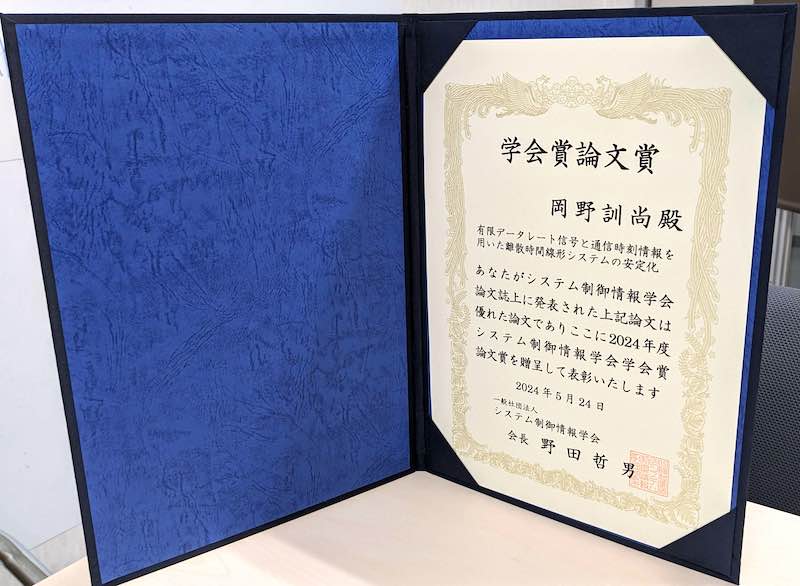 学会賞論文賞
岡野訓尚殿
有限データレート信号と通信時刻情報を
用いた離散時間線形システムの安定化
あなたがシステム制御情報学会
論文誌上に発表された上記論文は
優れた論文でありここに2024年度
システム制御情報学会学会賞
論文賞を贈呈して表彰いたします
2024年5月24日
一般社団法人
システム制御情報学会
会長 野田哲男